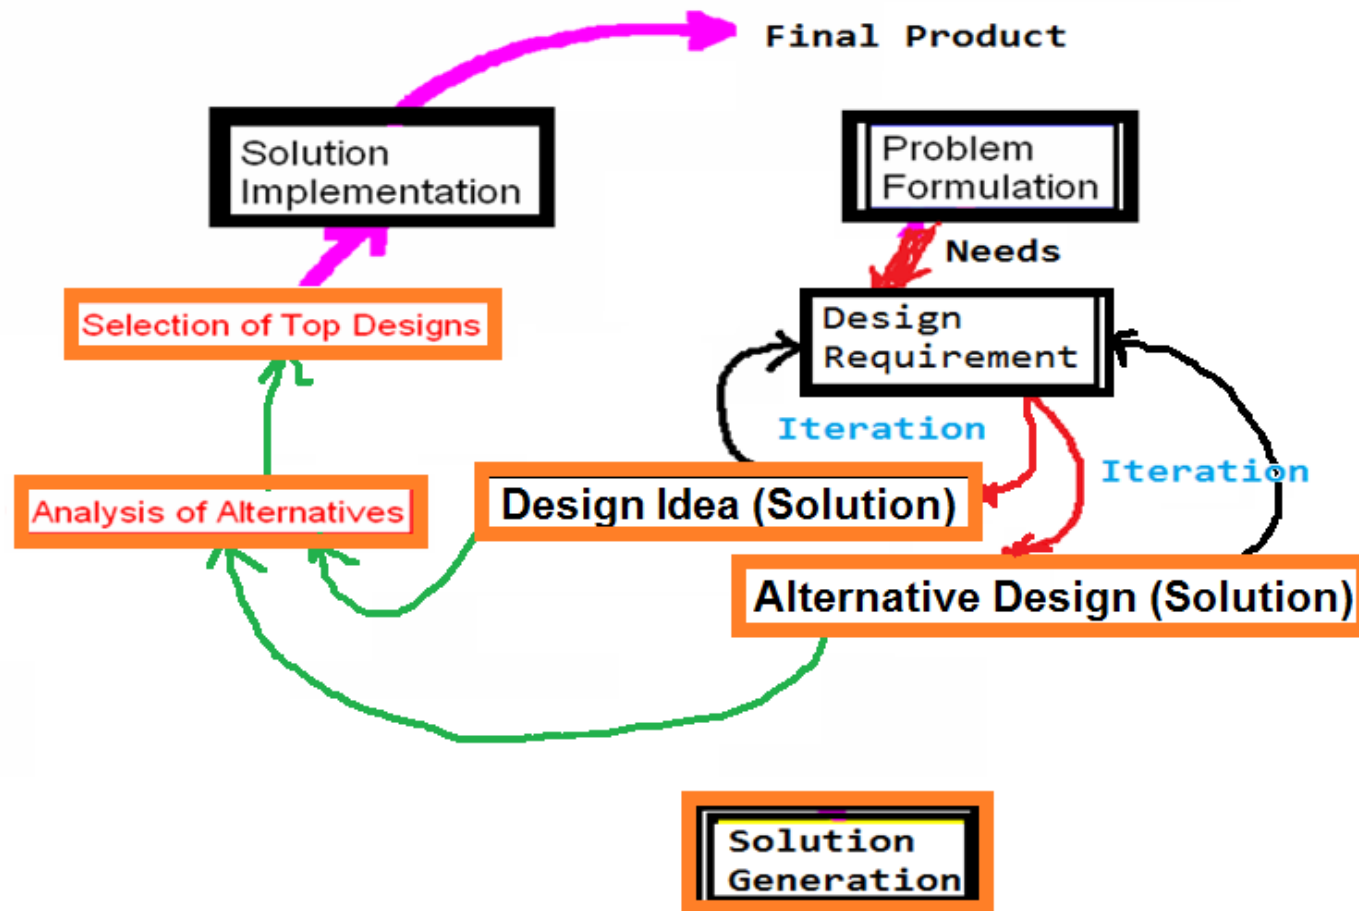 Final Product
Solution
Implementation
Problem
Formulation
Needs
Selection of Top Designs
Design
Requirement
Iteration
Iteration
Analysis of Alternatives
Design Idea (Solution)
Alternative Design (Solution)
Solution
Generation